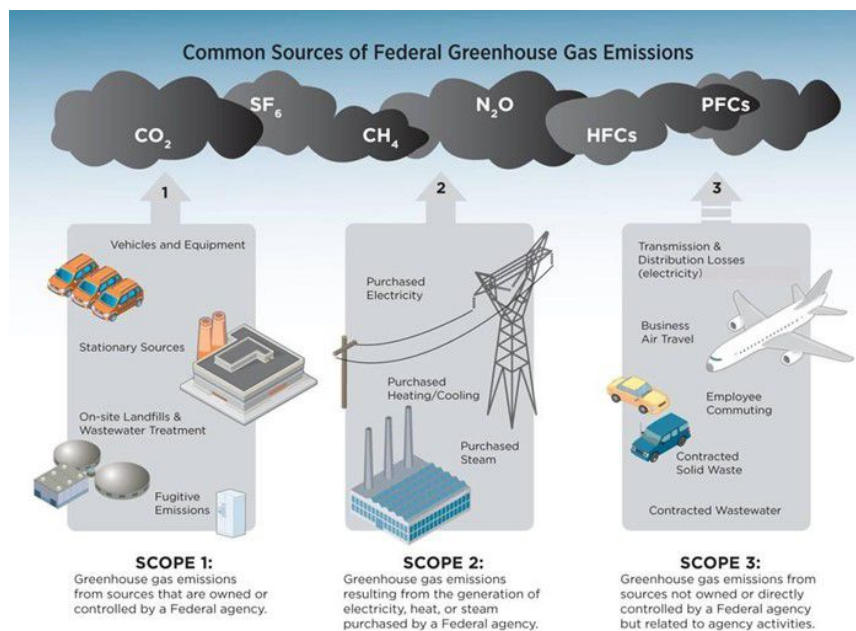 Common Sources of Federal Greenhouse Gas Emissions
CO₂
SF₆
CH₄
N₂O
HFCs
PFCs
1
2
3
Vehicles and Equipment
Stationary Sources
On-site Landfills &
Wastewater Treatment
Fugitive
Emissions
Purchased
Electricity
Purchased
Heating/Cooling
Purchased
Steam
Transmission &
Distribution Losses
(electricity)
Business
Air Travel
Employee
Commuting
Contracted
Solid Waste
Contracted Wastewater
SCOPE 1:
Greenhouse gas emissions
from sources that are owned or
controlled by a Federal agency.
SCOPE 2:
Greenhouse gas emissions
resulting from the generation of
electricity, heat, or steam
purchased by a Federal agency.
SCOPE 3:
Greenhouse gas emissions from
sources not owned or directly
controlled by a Federal agency
but related to agency activities.